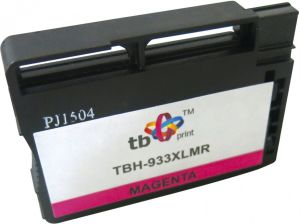 PJ1504
tb print ™
TBH-933XLMR
MAGENTA